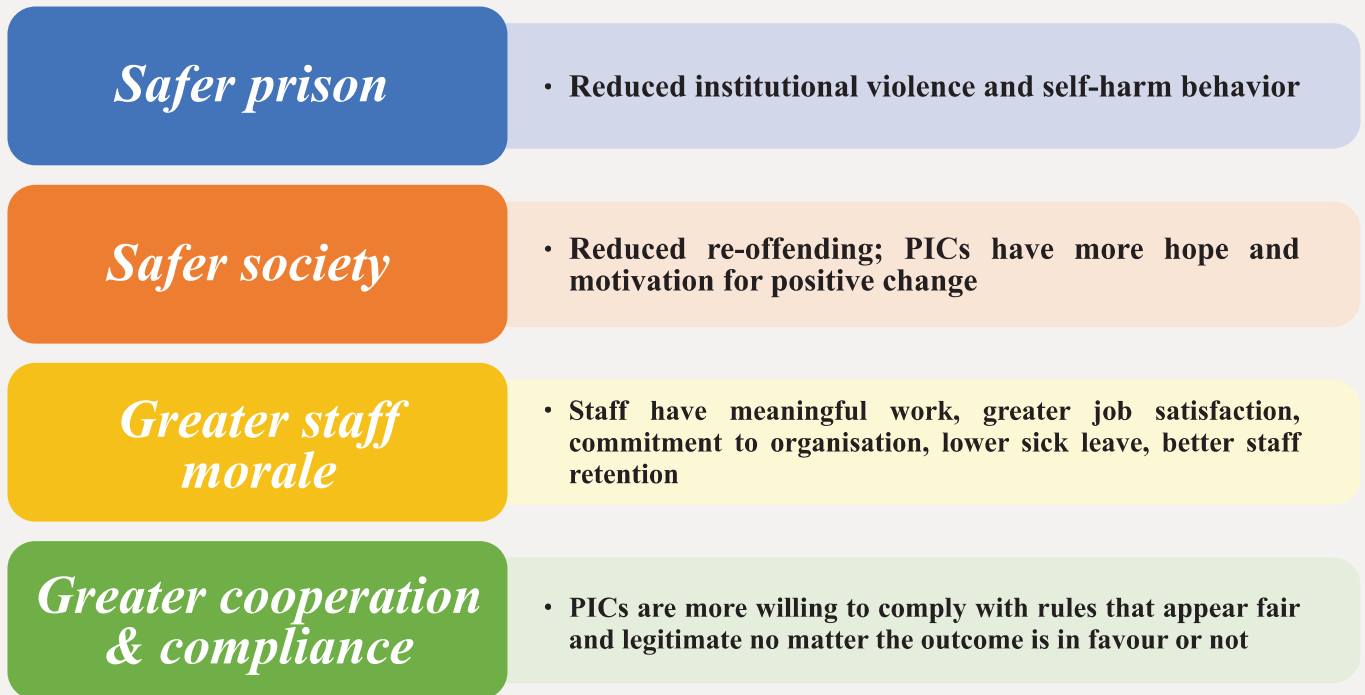 Safer prison
• Reduced institutional violence and self-harm behavior
Safer society
• Reduced re-offending; PICs have more hope and
motivation for positive change
Greater staff
morale
• Staff have meaningful work, greater job satisfaction,
commitment to organisation, lower sick leave, better staff
retention
Greater cooperation
& compliance
• PICs are more willing to comply with rules that appear fair
and legitimate no matter the outcome is in favour or not